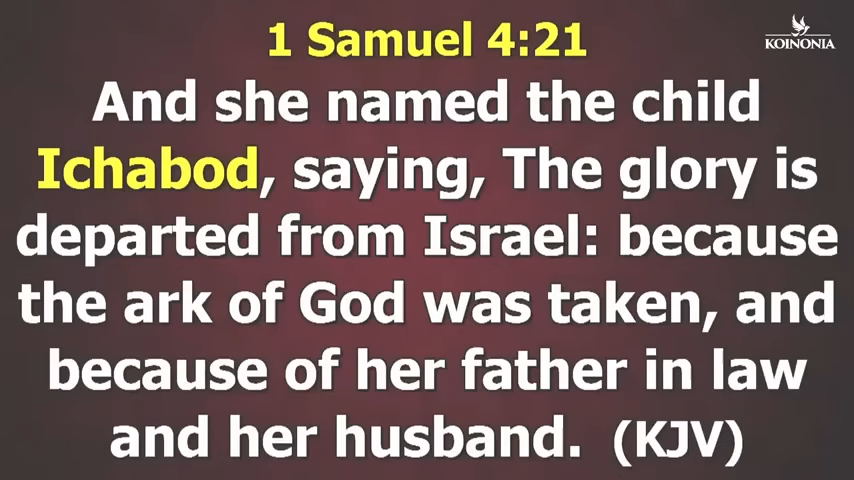 1 Samuel 4:21
KOINONIA
And she named the child
Ichabod, saying, The glory is
departed from Israel: because
the ark of God was taken, and
because of her father in law
and her husband. (KJV)